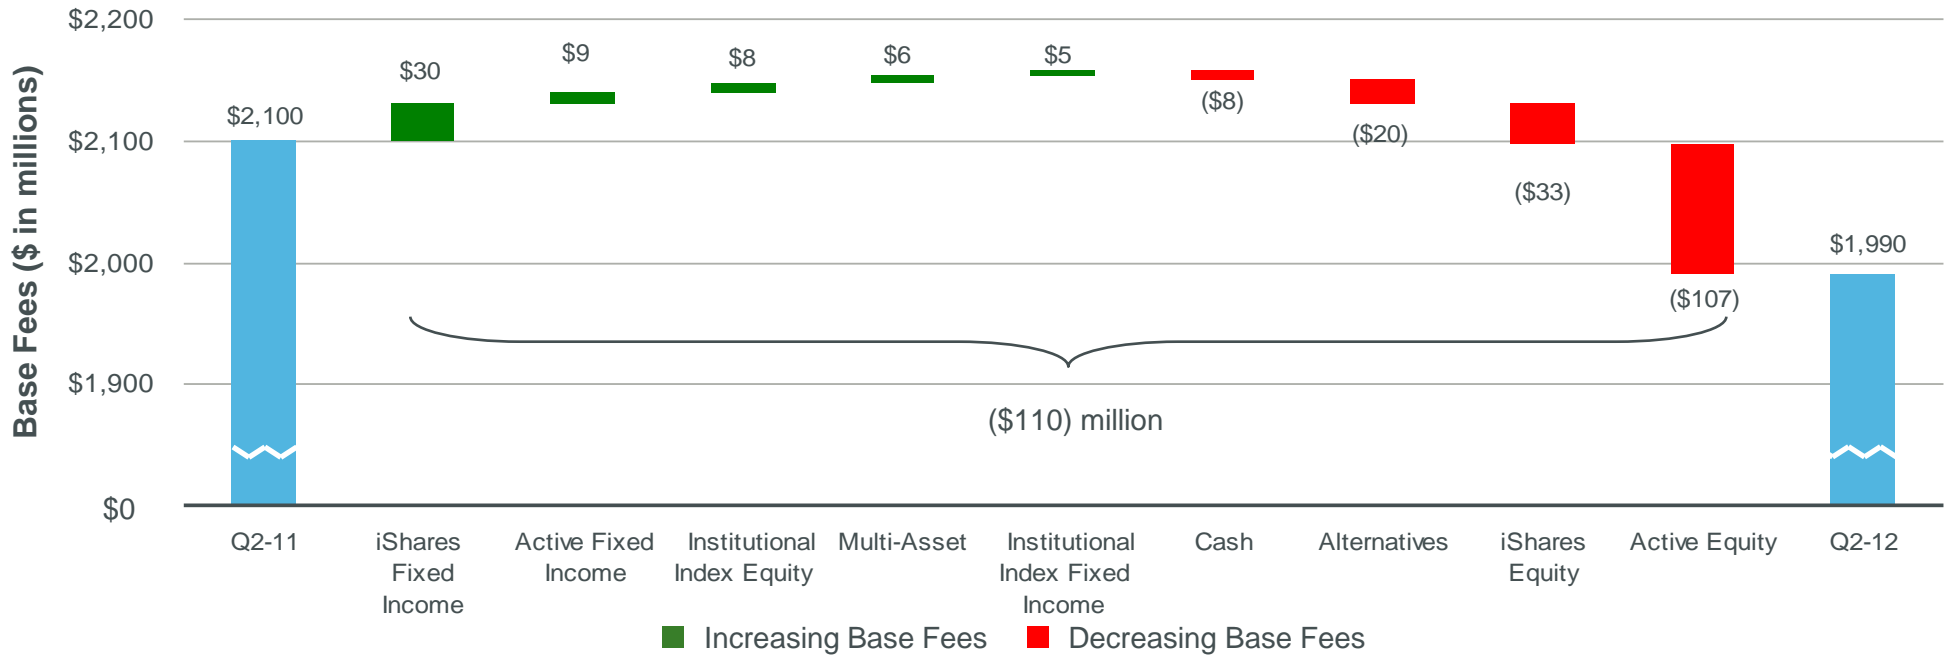 Base Fees ($ in millions)
$2,200
$2,100
$2,000
$1,900
$0
$2,100
$30
$9
$8
$6
$5
($8)
($20)
($33)
($107)
$1,990
($110) million
Q2-11
iShares
Fixed
Income
Active Fixed
Income
Institutional
Index Equity
Multi-Asset
Institutional
Index Fixed
Income
Cash
Alternatives
iShares
Equity
Active Equity
Q2-12
Increasing Base Fees
Decreasing Base Fees